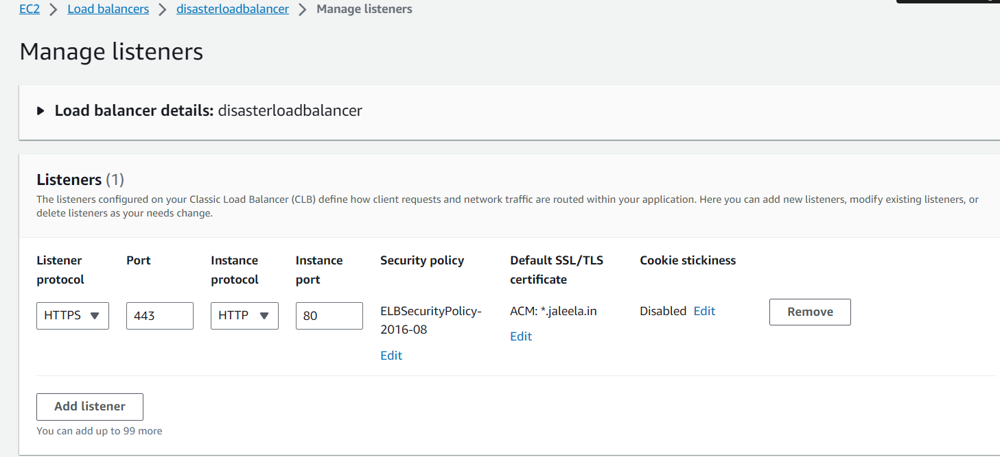 EC2 > Load balancers > disasterloadbalancer > Manage listeners
Manage listeners
Load balancer details: disasterloadbalancer
Listeners (1)
The listeners configured on your Classic Load Balancer (CLB) define how client requests and network traffic are routed within your application. Here you can add new listeners, modify existing listeners, or
delete listeners as your needs change.
Listener
protocol
Port
Instance
protocol
Instance
port
Security policy
Default SSL/TLS
certificate
Cookie stickiness
HTTPS
443
HTTP
80
ELBSecurityPolicy-
2016-08
Edit
ACM: *.jaleela.in
Edit
Disabled Edit
Remove
Add listener
You can add up to 99 more